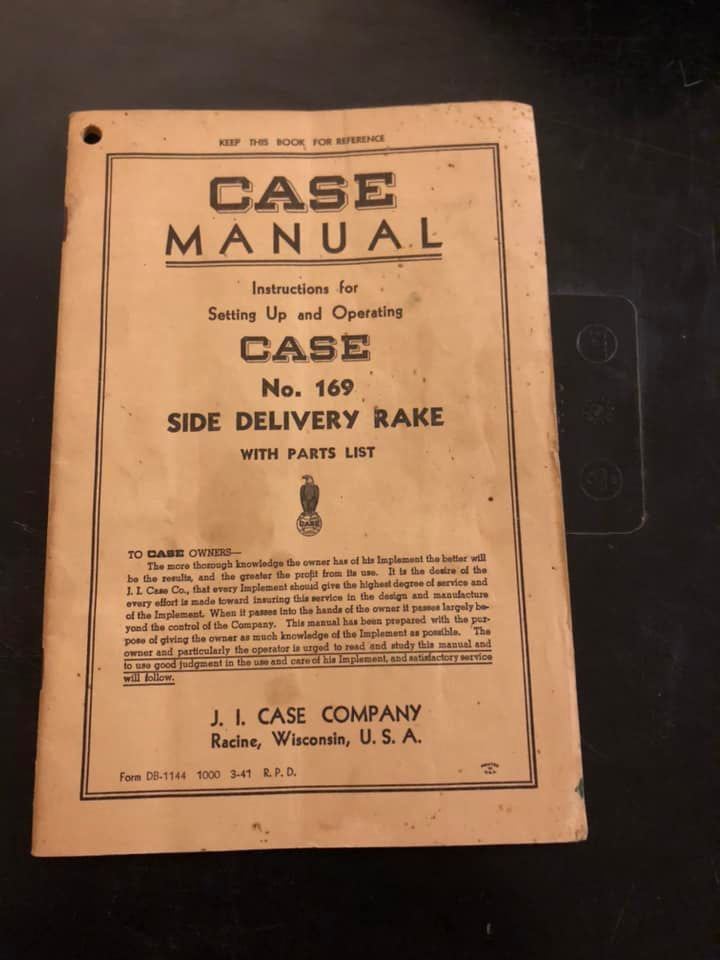 KEEP THIS BOOK FOR REFERENCE
CASE
MANUAL
Instructions for
Setting Up and Operating
CASE
No. 169
SIDE DELIVERY RAKE
WITH PARTS LIST
CASE
TO CASE OWNERS—
The more thorough knowledge the owner has of his Implement the better will
be the results, and the greater the profit from its use. It is the desire of the
J. I. Case Co., that every Implement should give the highest degree of service and
every effort is made toward insuring this service in the design and manufacture
of the Implement. When it passes into the hands of the owner it passes largely be-
yond the control of the Company. This manual has been prepared with the pur-
pose of giving the owner as much knowledge of the Implement as possible. The
owner and particularly the operator is urged to read and study this manual and
to use good judgment in the use and care of his Implement, and satisfactory service
will follow.
J. I. CASE COMPANY
Racine, Wisconsin, U. S. A.
Form DB-1144 1000 3-41 R. P. D.
PRINTED
IN
U.S.A.